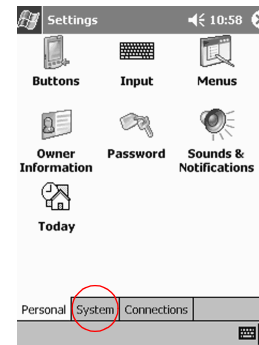 Settings 10:58
Buttons Input Menus
Owner Information Password Sounds & Notifications
Today
Personal System Connections